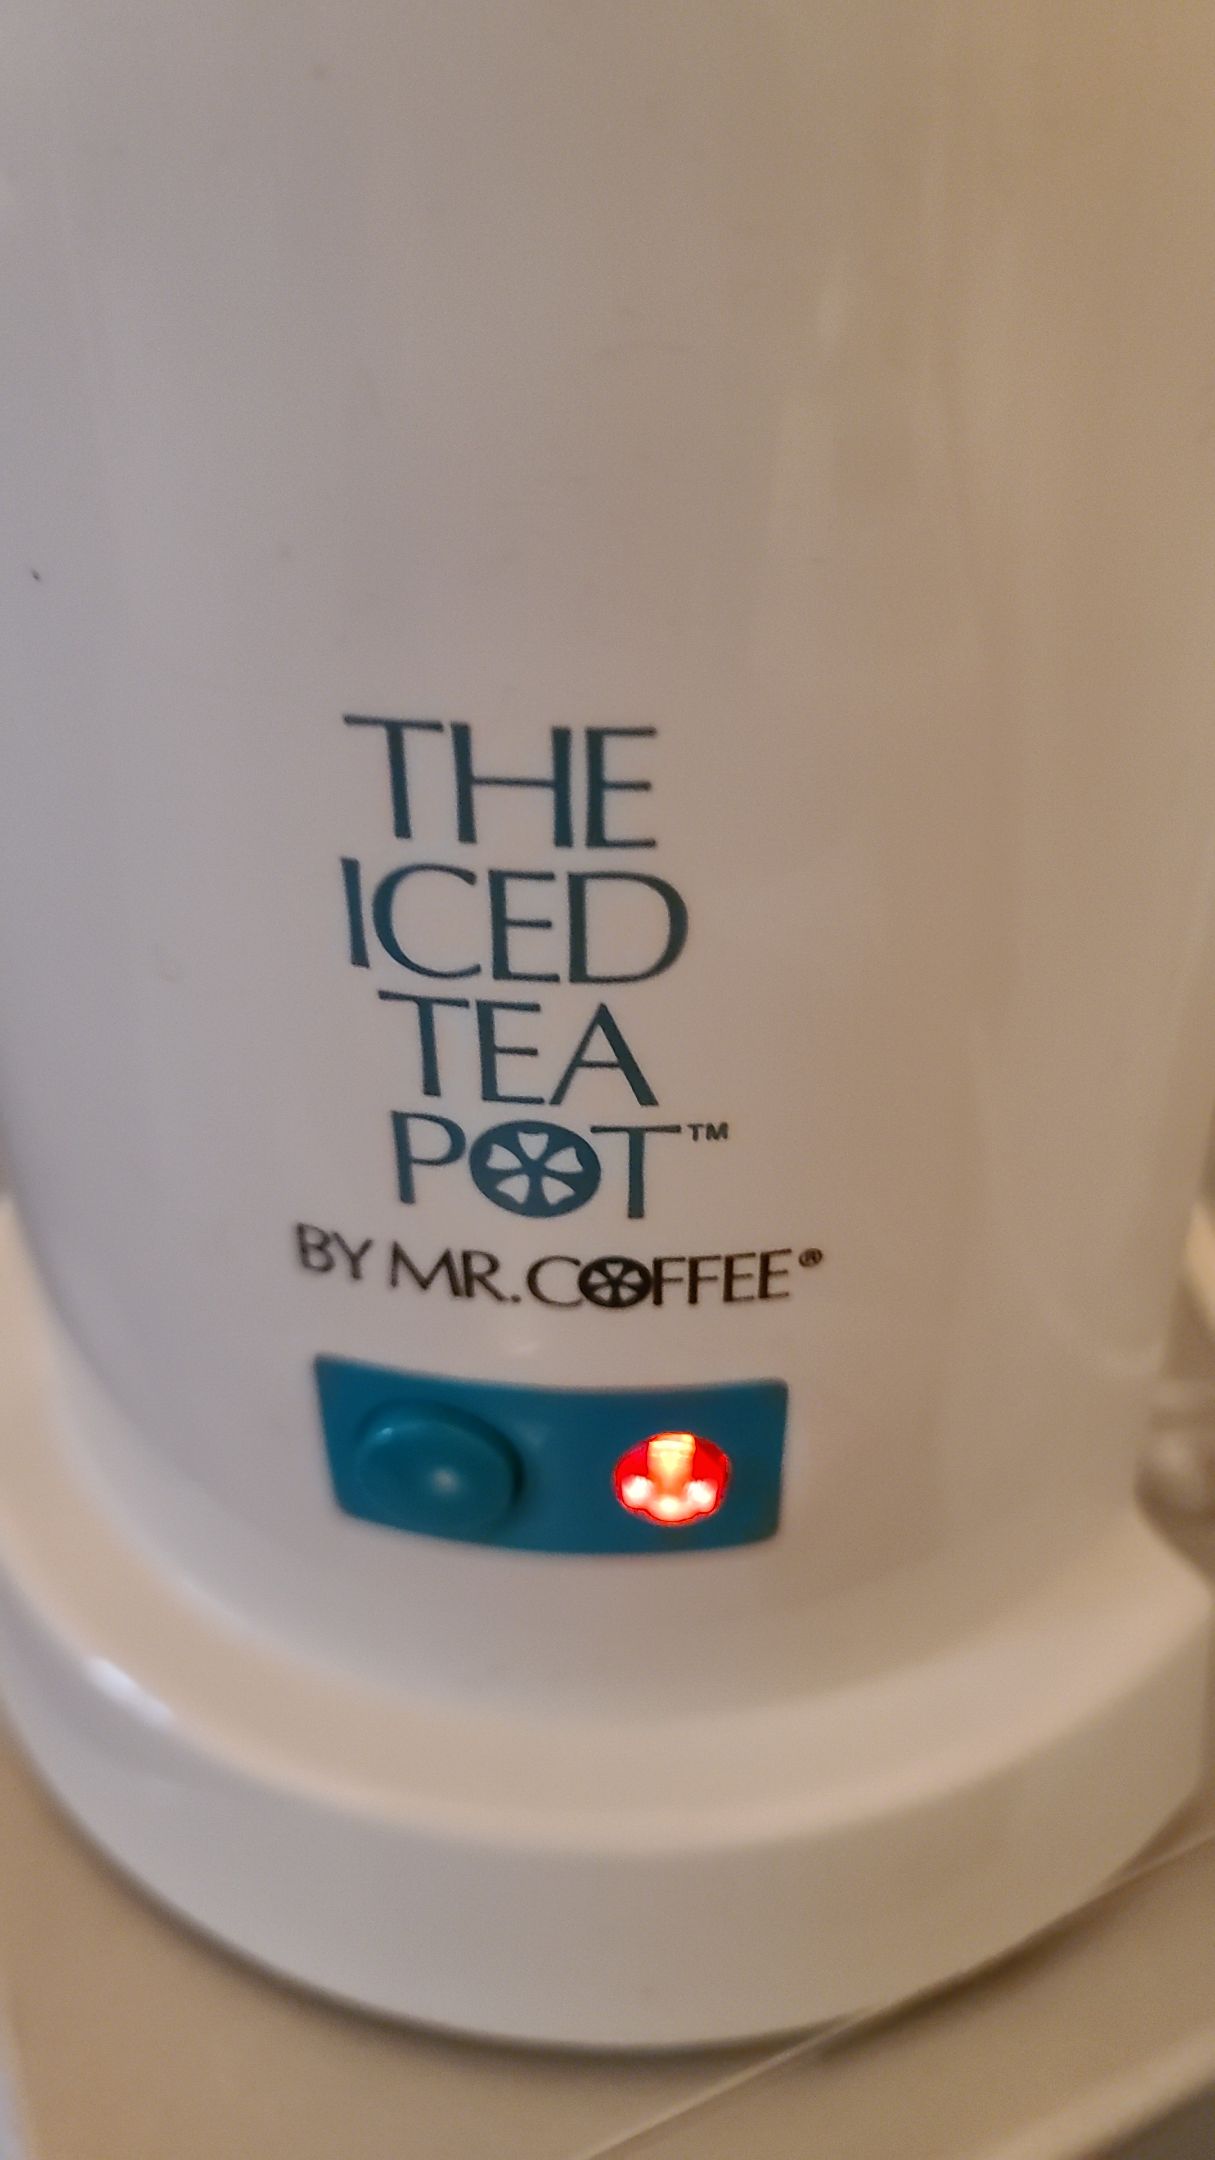 THE
ICED
TEA
POT™
BY MR. COFFEE®